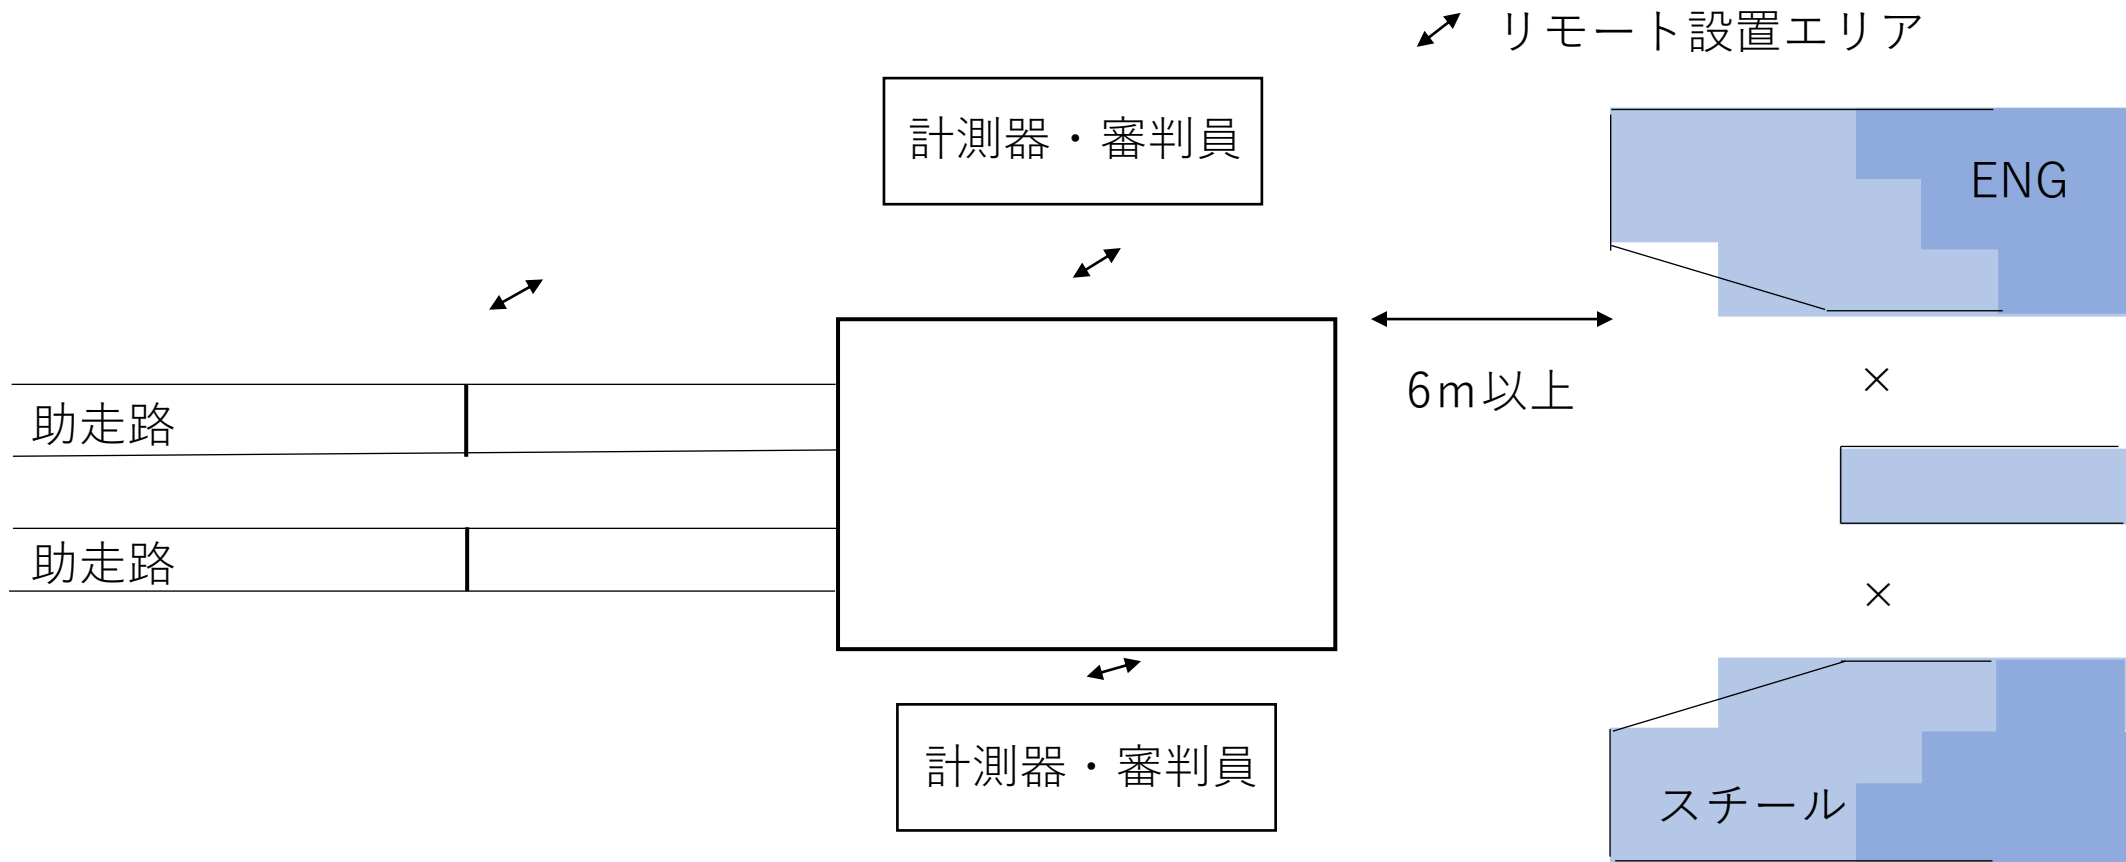 リモート設置エリア
計測器・審判員
ENG
6m以上
×
助走路
助走路
×
計測器・審判員
スチール